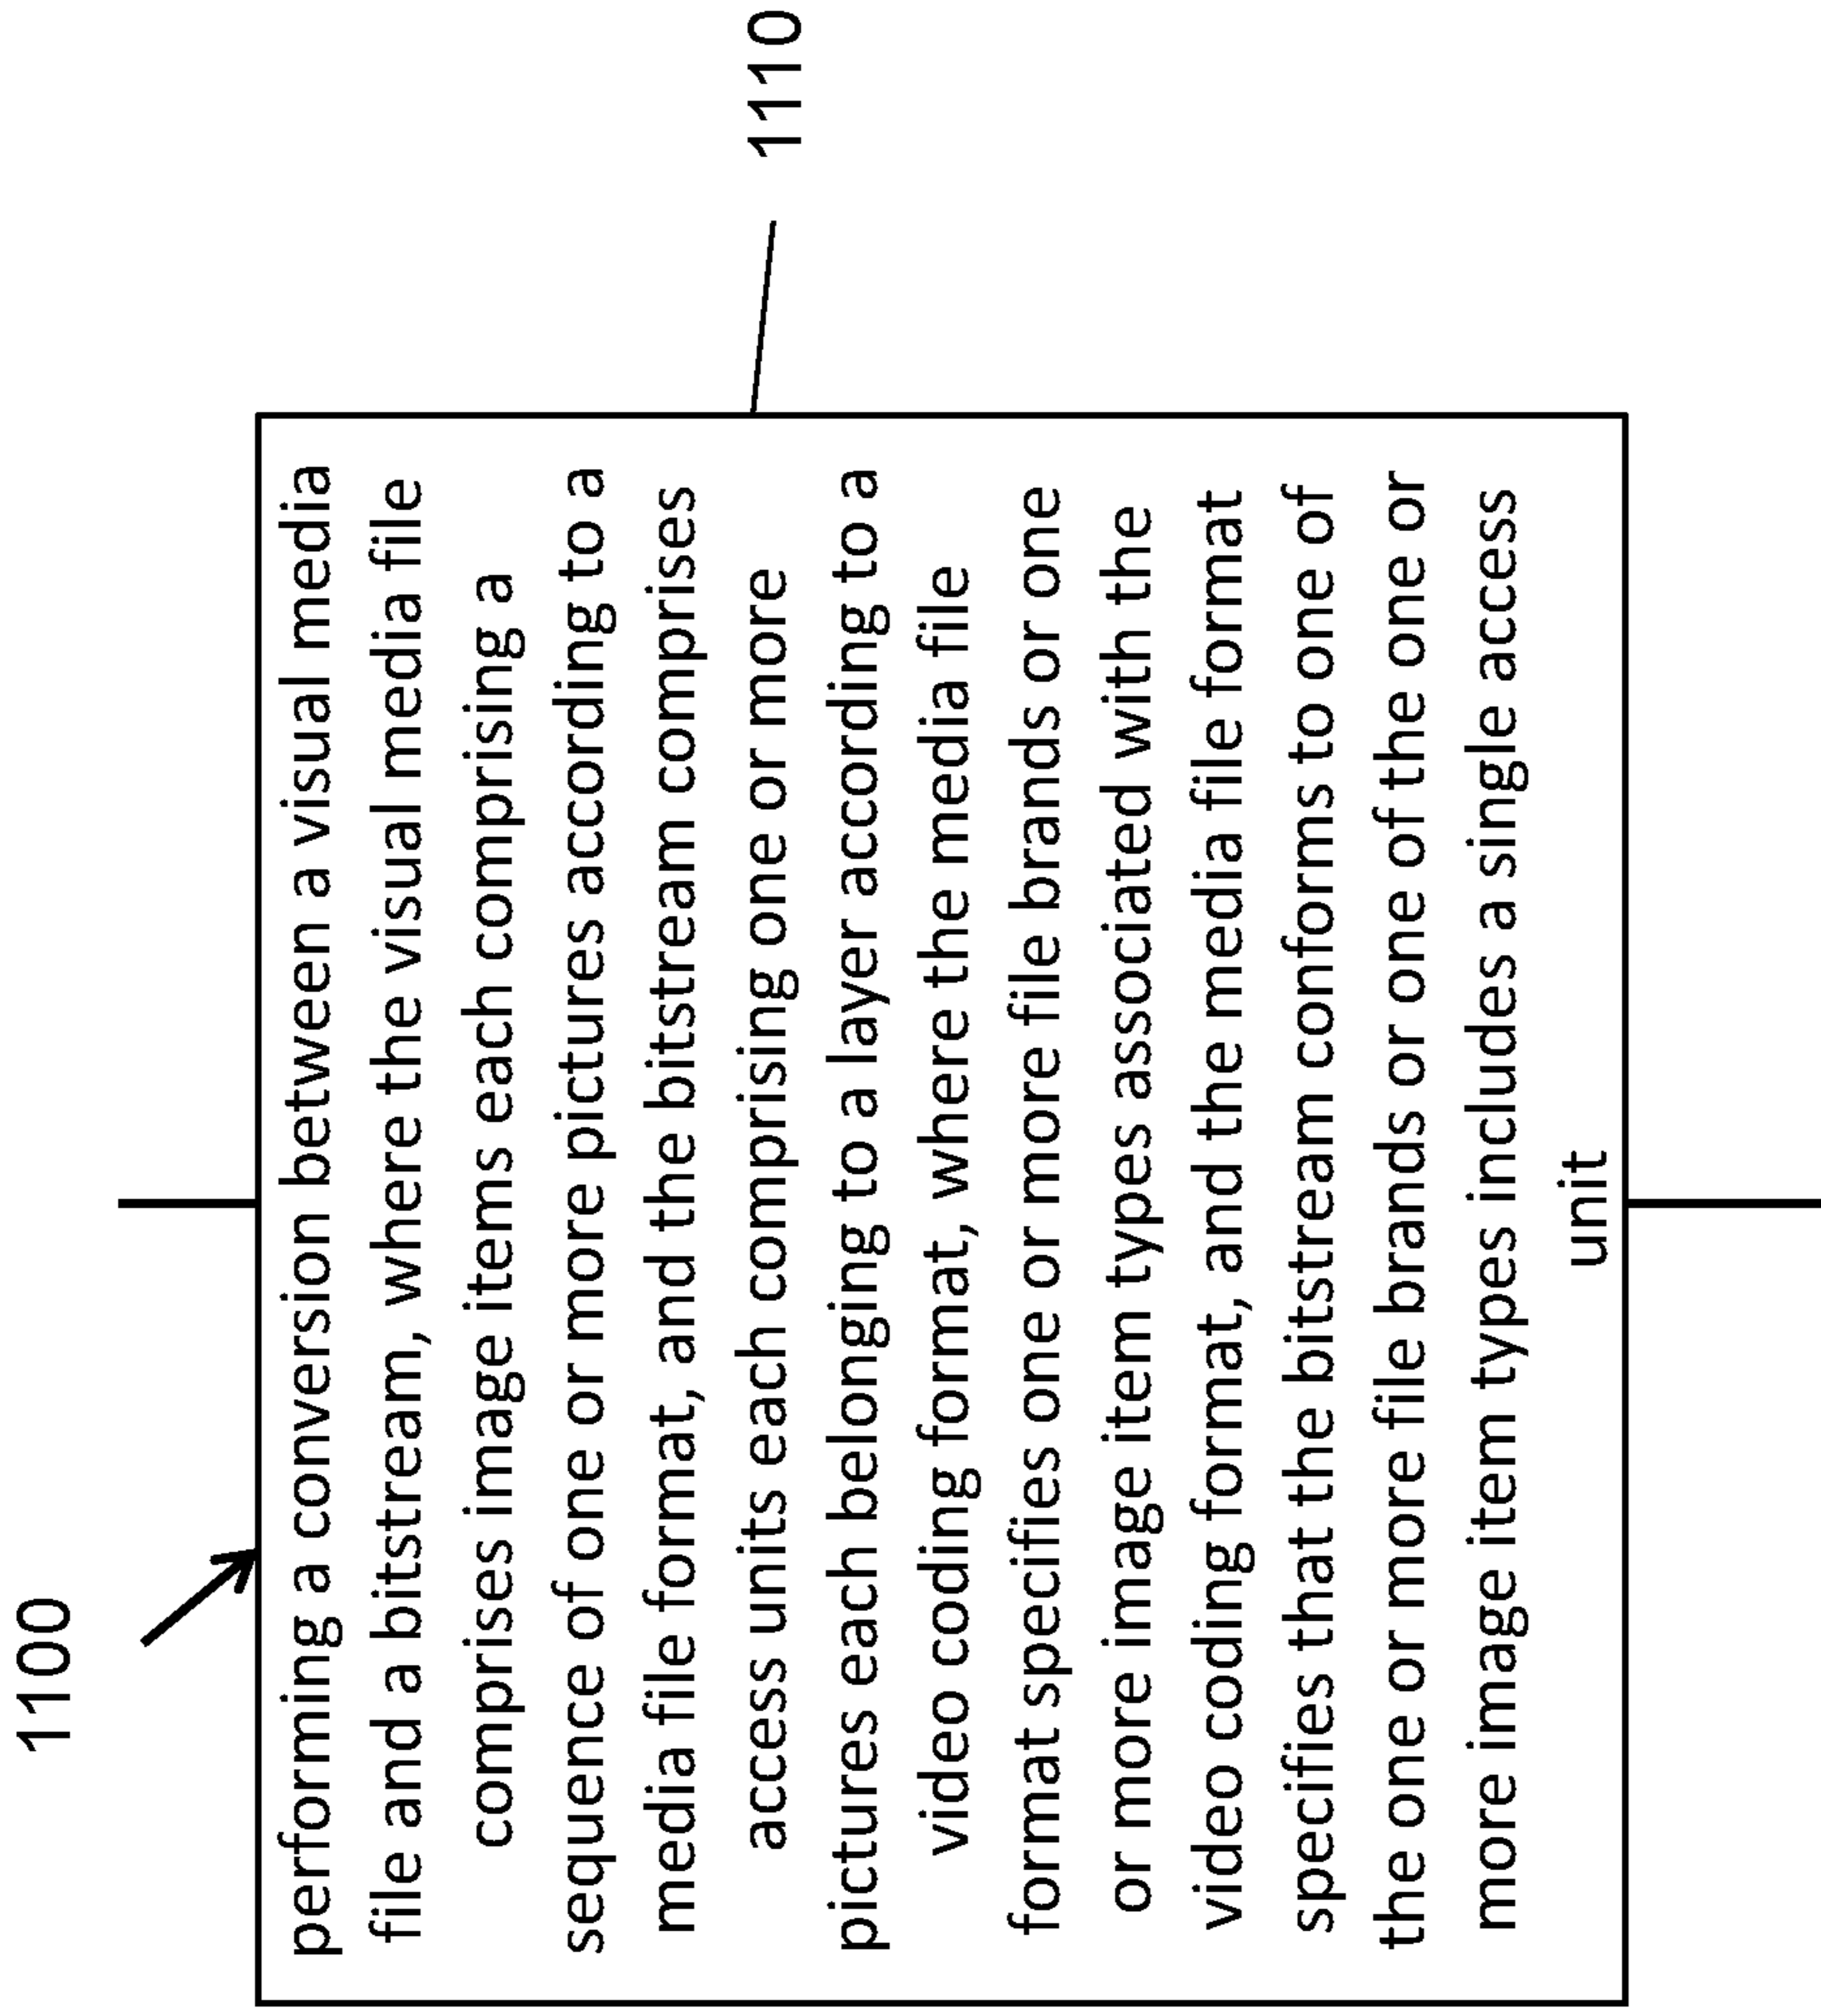 1100
performing a conversion between a visual media
file and a bitstream, where the visual media file
comprises image items each comprising a
sequence of one or more pictures according to a
media file format, and the bitstream comprises
access units each comprising one or more
pictures each belonging to a layer according to a
video coding format, where the media file
format specifies one or more file brands or one
or more image item types associated with the
video coding format, and the media file format
specifies that the bitstream conforms to one of
the one or more file brands or one of the one or
more image item types includes a single access
unit
1110